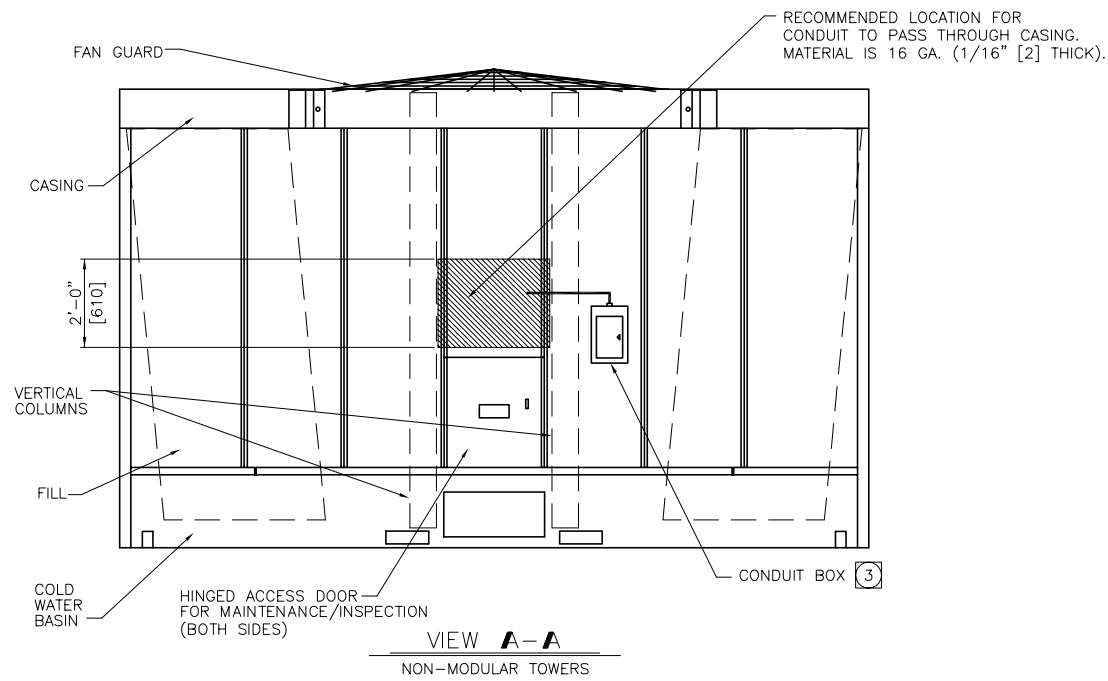 RECOMMENDED LOCATION FOR
CONDUIT TO PASS THROUGH CASING.
MATERIAL IS 16 GA. (1/16" [2] THICK).
FAN GUARD
CASING
2'-0"
[610]
VERTICAL
COLUMNS
FILL
COLD
WATER
BASIN
HINGED ACCESS DOOR
FOR MAINTENANCE/INSPECTION
(BOTH SIDES)
CONDUIT BOX 3
VIEW A-A
NON-MODULAR TOWERS